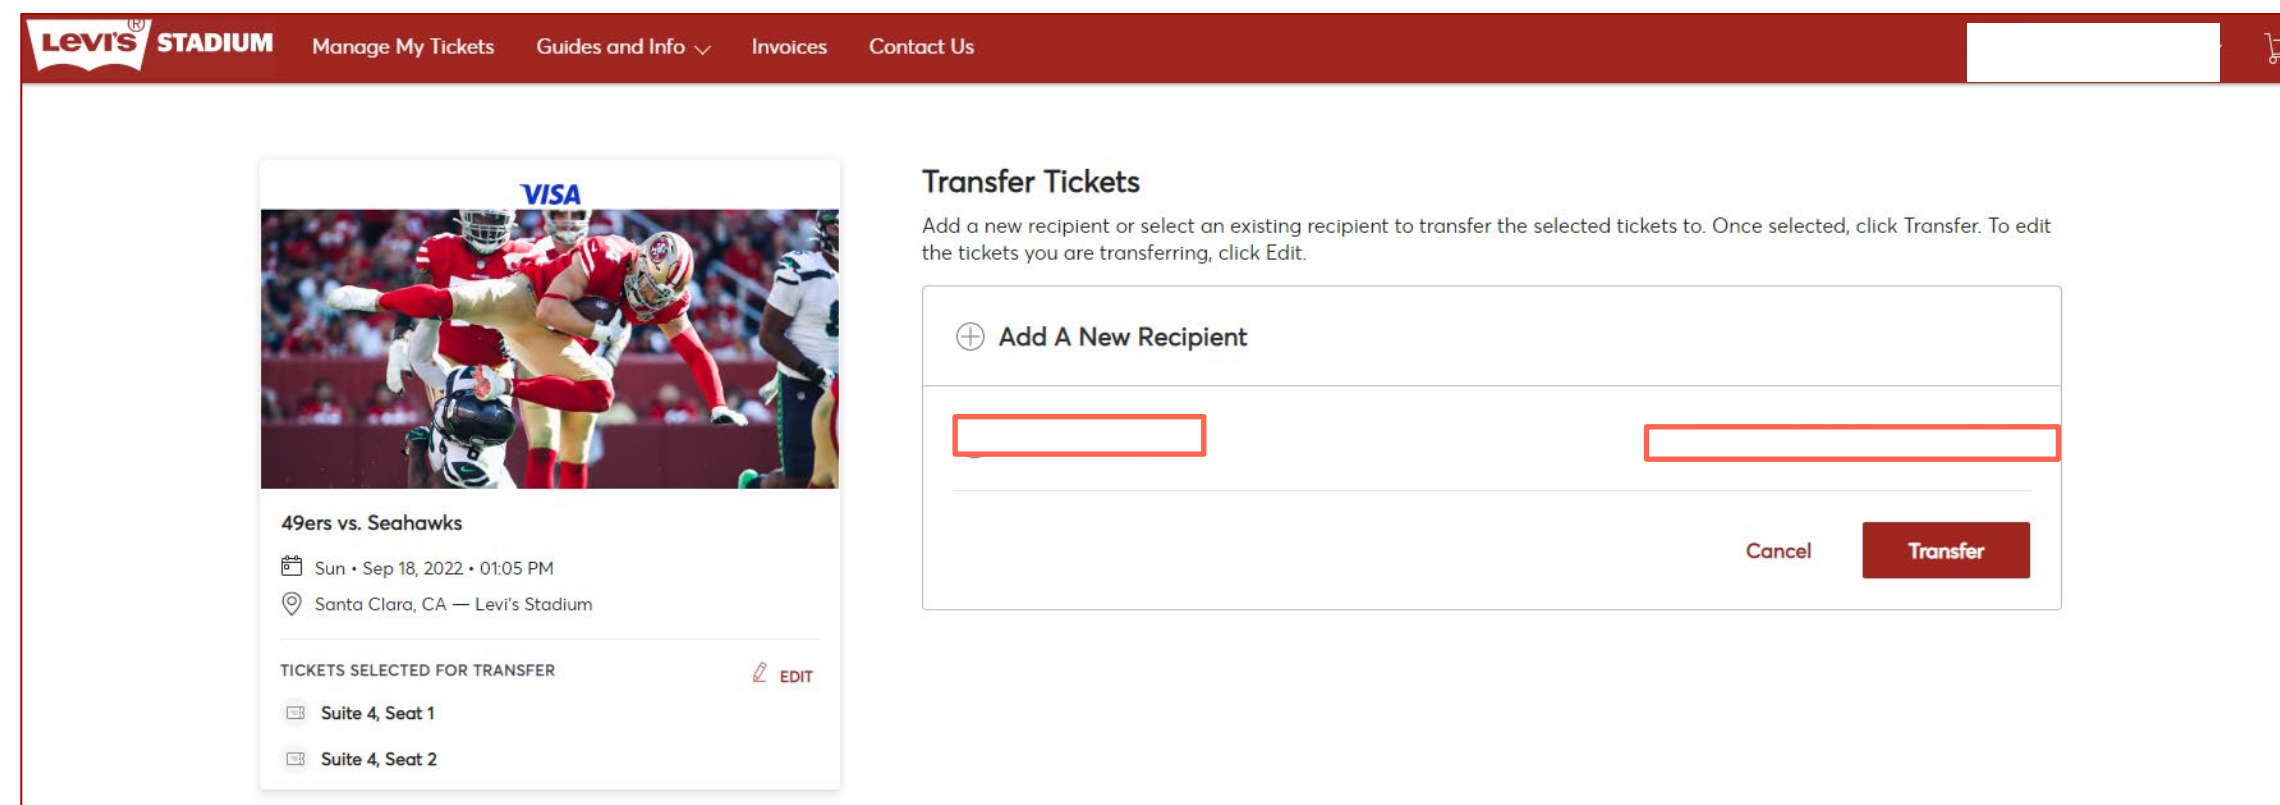 Levi's® STADIUM
Manage My Tickets
Guides and Info
Invoices
Contact Us
VISA
49ers vs. Seahawks
Sun • Sep 18, 2022 • 01:05 PM
Santa Clara, CA — Levi's Stadium
TICKETS SELECTED FOR TRANSFER
EDIT
Suite 4, Seat 1
Suite 4, Seat 2
Transfer Tickets
Add a new recipient or select an existing recipient to transfer the selected tickets to. Once selected, click Transfer. To edit
the tickets you are transferring, click Edit.
Add A New Recipient
Cancel
Transfer